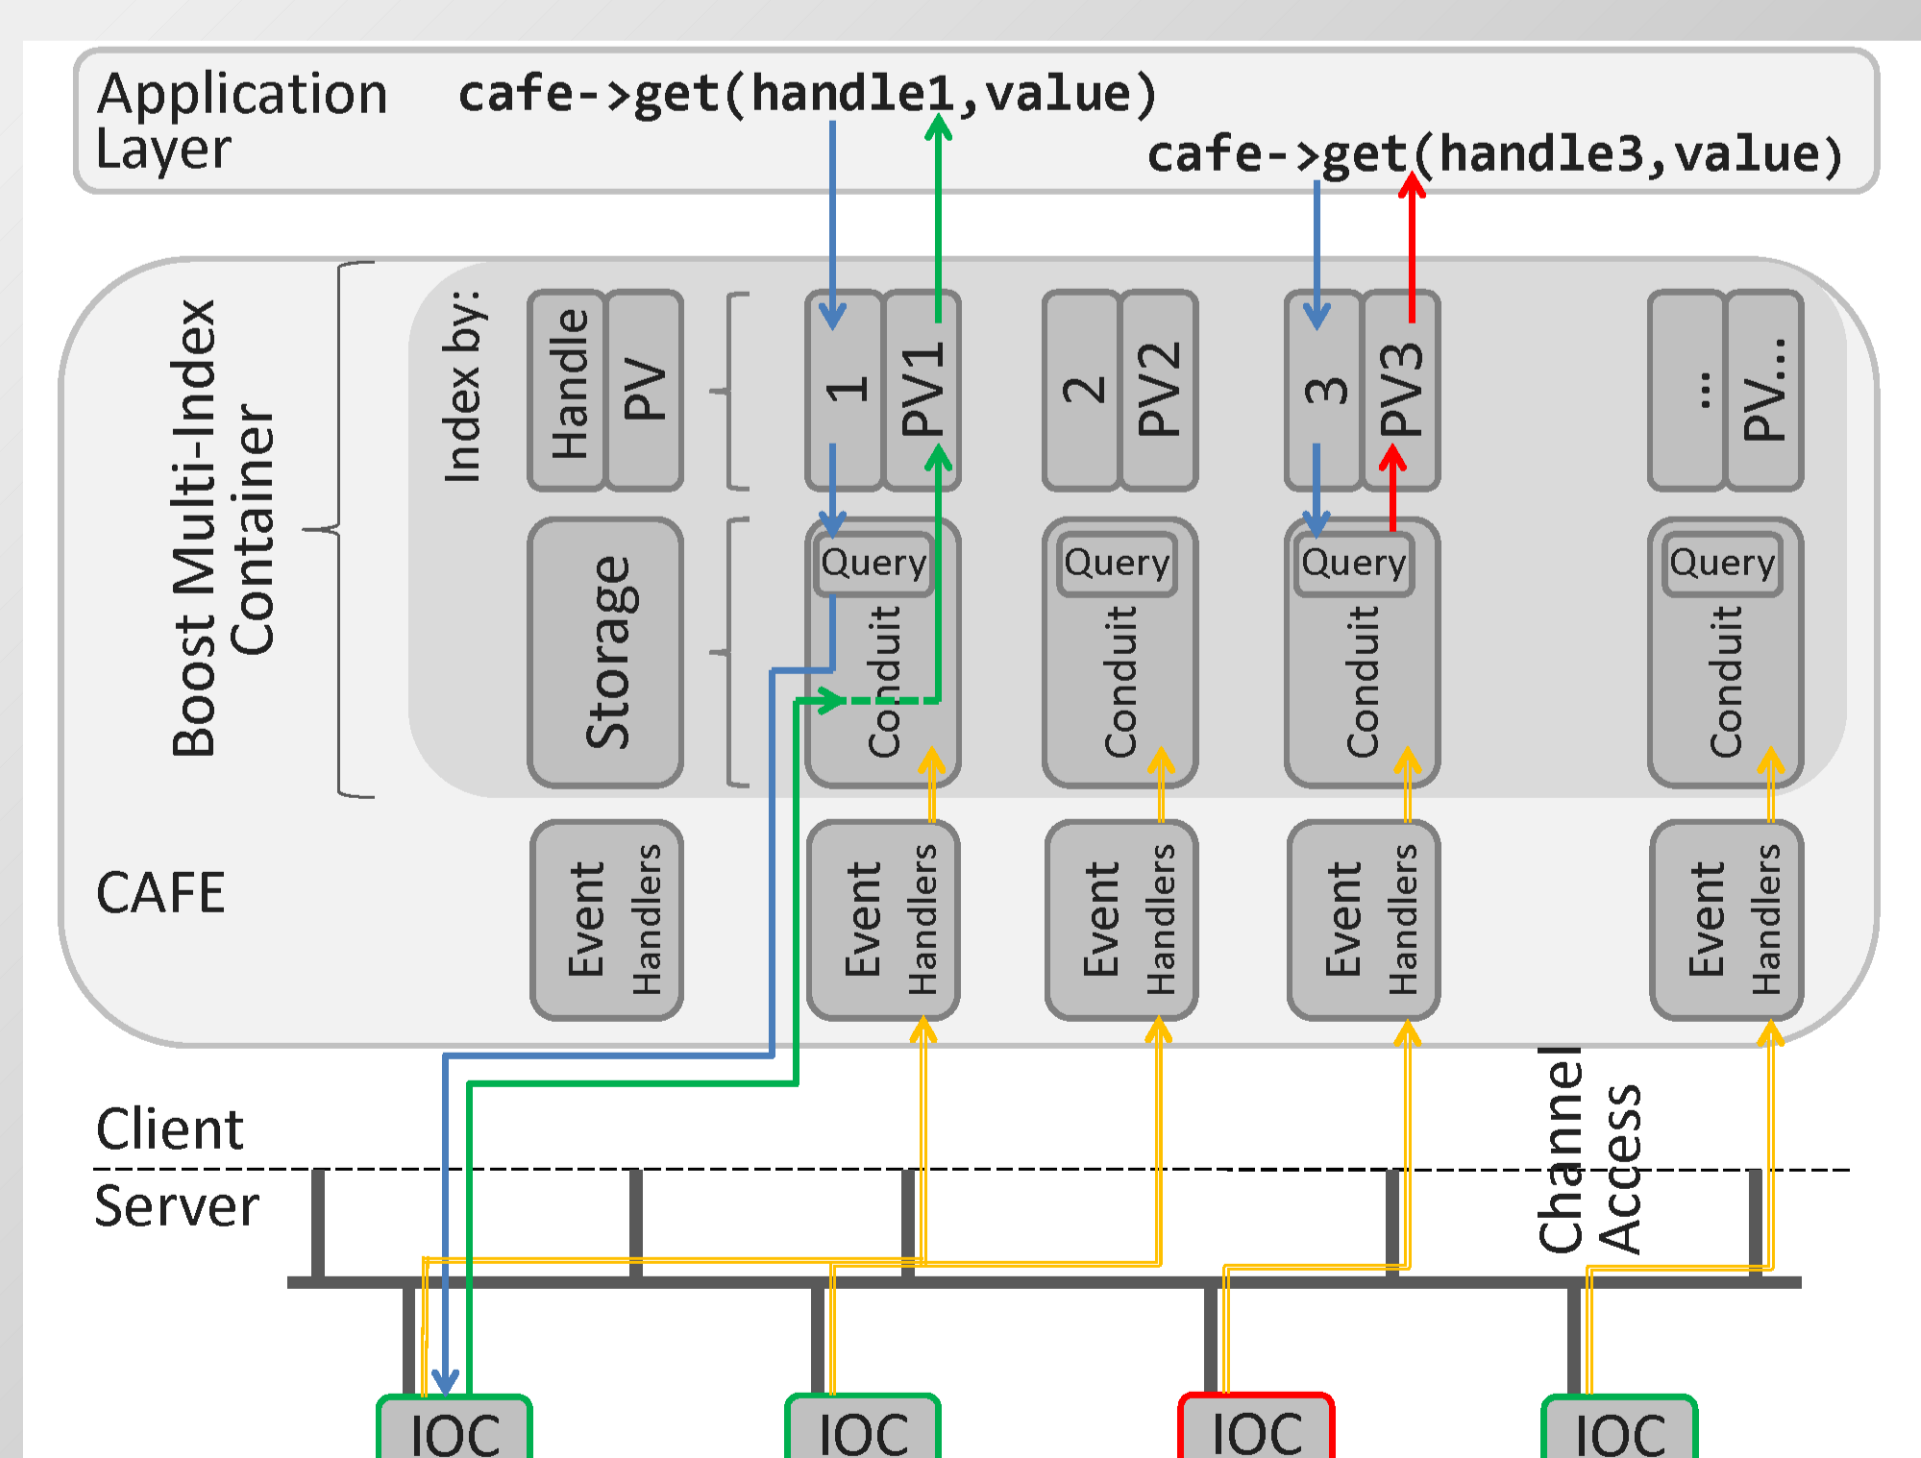 Application
Layer
cafe->get(handle1,value)
cafe->get(handle3,value)
Boost Multi-Index
Container
Index by:
Handle
PV
1
PV1
2
PV2
3
PV3
...
PV...
Storage
Query
Conduit
Query
Conduit
Query
Conduit
Query
Conduit
CAFE
Event
Handlers
Event
Handlers
Event
Handlers
Event
Handlers
Event
Handlers
Client
Server
Channel
Access
IOC
IOC
IOC
IOC